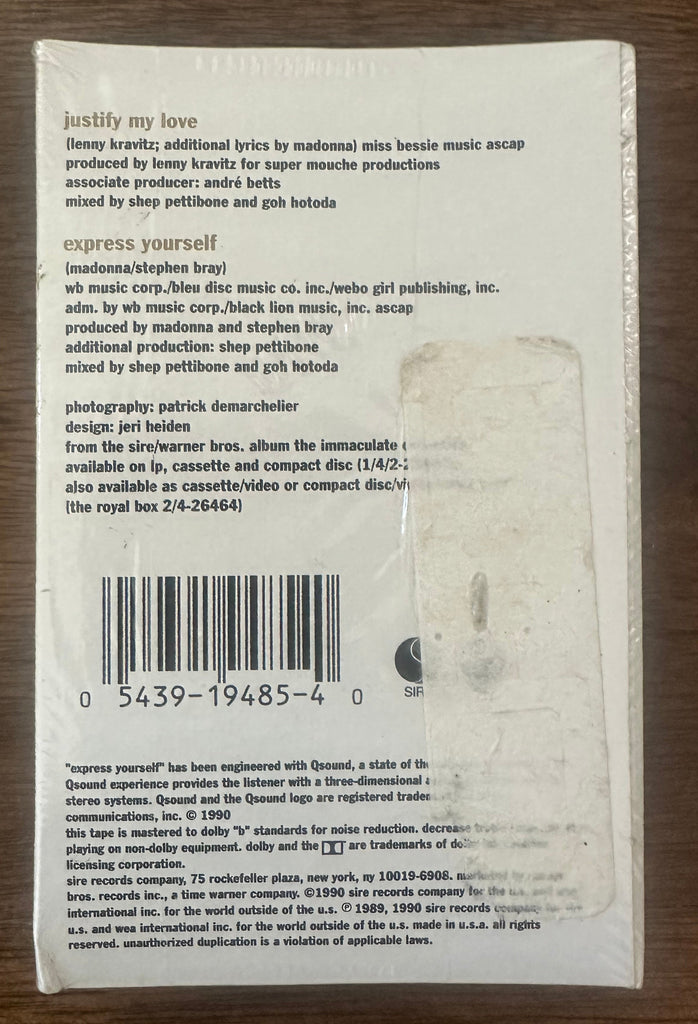 justify my love
(lenny kravitz; additional lyrics by madonna) miss bessie music ascap
produced by lenny kravitz for super mouche productions
associate producer: andré betts
mixed by shep pettibone and goh hotoda
express yourself
(madonna/stephen bray)
wb music corp./bleu disc music co. inc./webo girl publishing, inc.
adm. by wb music corp./black lion music, inc. ascap
produced by madonna and stephen bray
additional production: shep pettibone
mixed by shep pettibone and goh hotoda
photography: patrick demarchelier
design: jeri heiden
from the sire/warner bros. album the immaculate
available on lp, cassette and compact disc (1/4/2-
also available as cassette/video or compact disc/
(the royal box 2/4-26464)
0 5439-19485-4 0
SIR
"express yourself" has been engineered with Qsound, a state of the
Qsound experience provides the listener with a three-dimensional
stereo systems. Qsound and the Qsound logo are registered
communications, inc. © 1990
this tape is mastered to dolby "b" standards for noise reduction. decrease
playing on non-dolby equipment. dolby and the are trademarks of
licensing corporation.
sire records company, 75 rockefeller plaza, new york, ny 10019-6908.
bros. records inc., a time warner company. ©1990 sire records company for the
international inc. for the world outside of the u.s. ℗ 1989, 1990 sire records
u.s. and wea international inc. for the world outside of the u.s. made in u.s.a. all rights
reserved. unauthorized duplication is a violation of applicable laws.